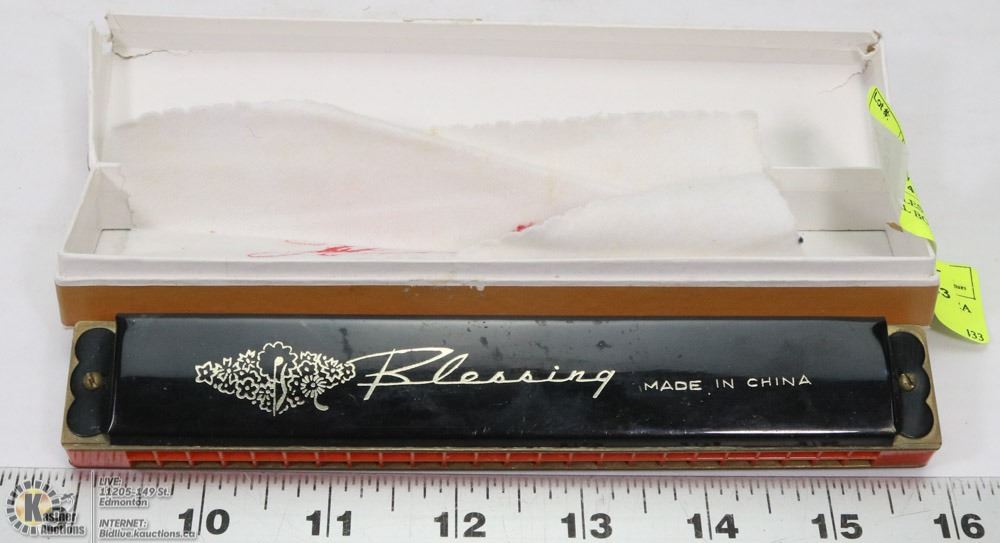 LOT#:
Blessing MADE IN CHINA
133
10 11 12 13 14 15 16
Kastner
Auctions
LIVE:
11205-149 St.
Edmonton
INTERNET:
Bidlive.kauctions.ca